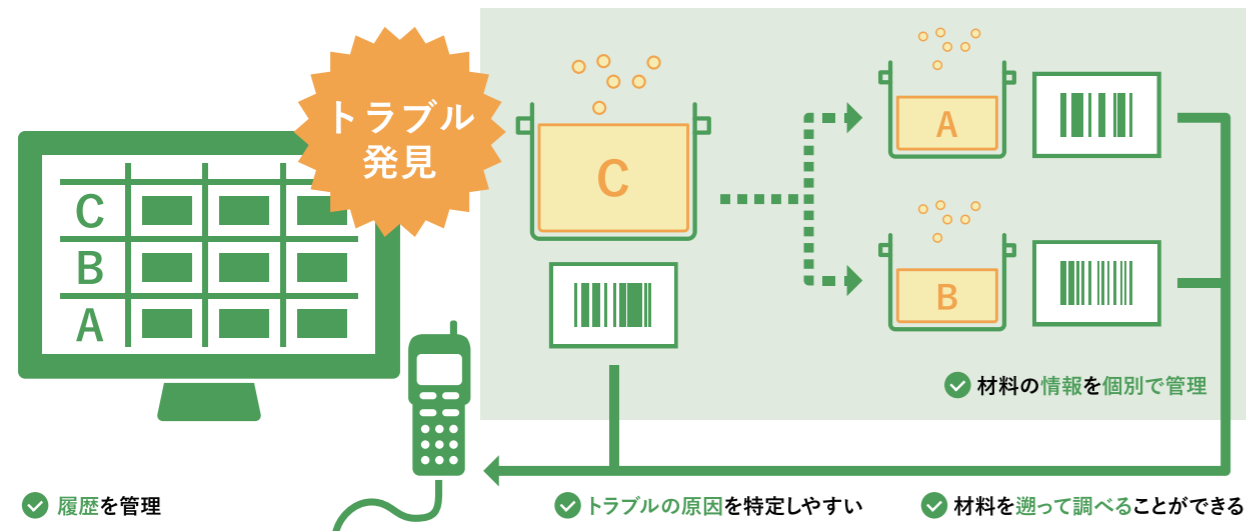 トラブル
発見
C
B
A
C
A
B
材料の情報を個別で管理
履歴を管理
トラブルの原因を特定しやすい
材料を遡って調べることができる